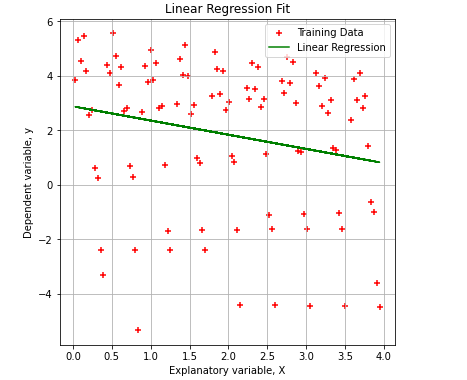 Linear Regression Fit
Training Data
Linear Regression
6
4
2
0
−2
−4
Dependent variable, y
0.0 0.5 1.0 1.5 2.0 2.5 3.0 3.5 4.0
Explanatory variable, X